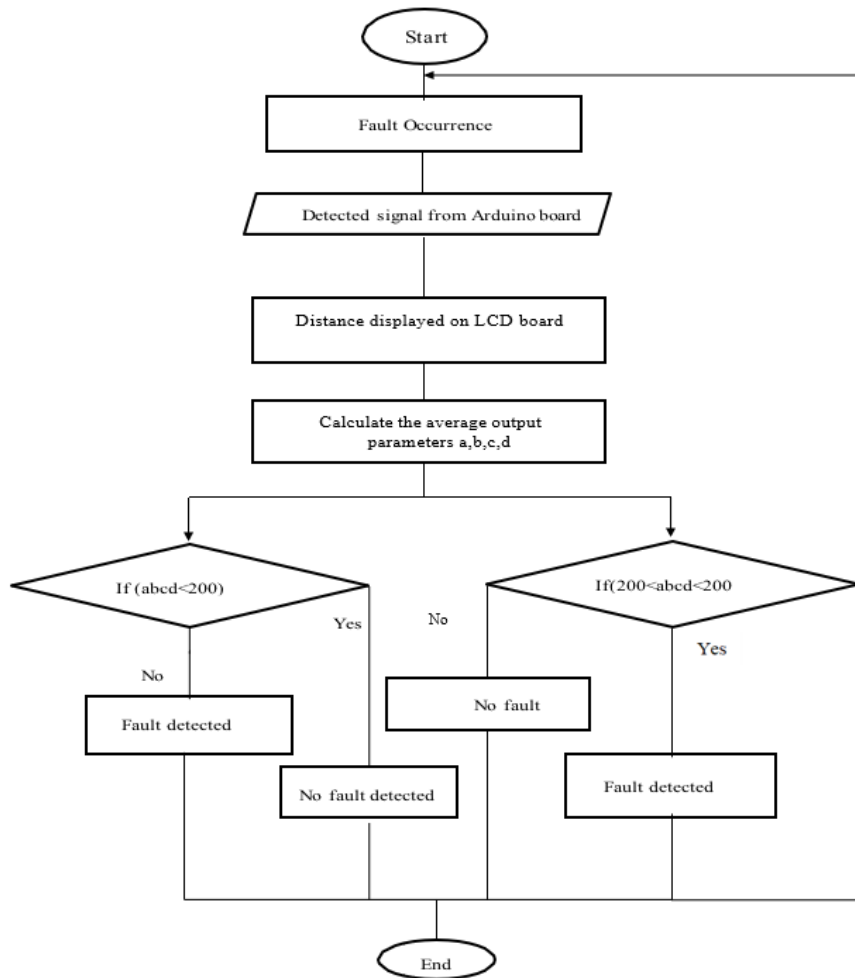 Start
Fault Occurrence
Detected signal from Arduino board
Distance displayed on LCD board
Calculate the average output
parameters a,b,c,d
If (abcd<200)
If(200<abcd<200
Yes
No
No
Yes
Fault detected
No fault
No fault detected
Fault detected
End